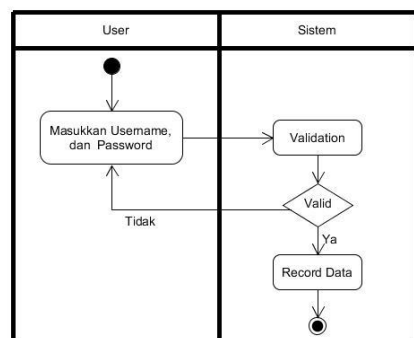 User
Sistem
Masukkan Username,
dan Password
Validation
Valid
Tidak
Ya
Record Data